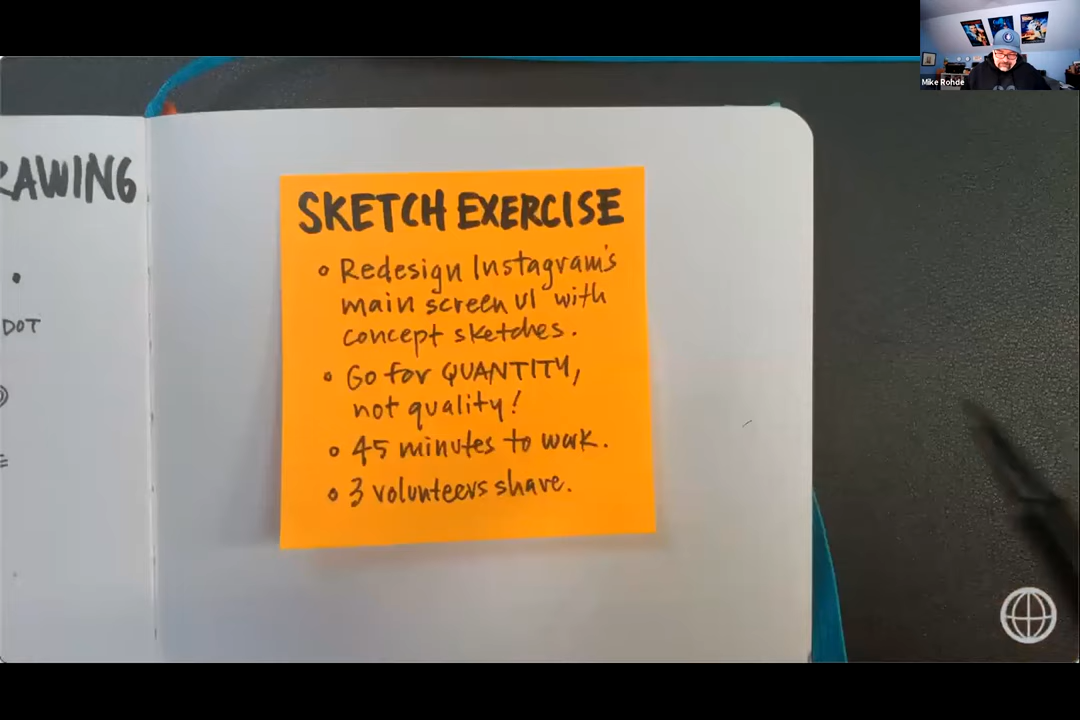 RAWING
DOT
SKETCH EXERCISE
• Redesign Instagram's
main screen UI with
concept sketches.
• Go for QUANTITY,
not quality!
• 45 minutes to work.
• 3 volunteers share.
Mike Rohde